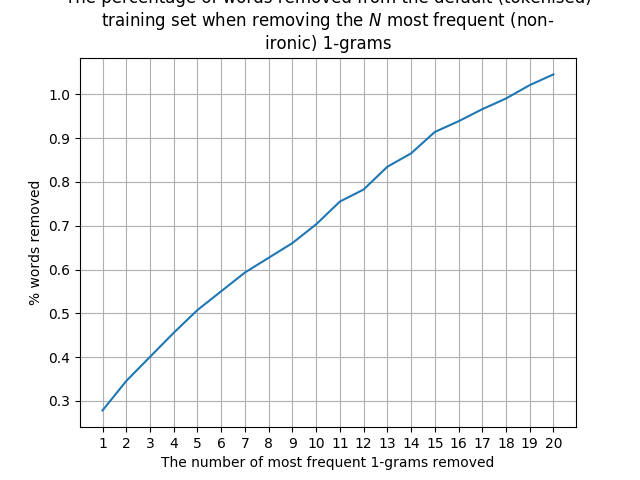 The percentage of words removed from the default (tokenised)
training set when removing the N most frequent (non-
ironic) 1-grams
1.0
0.9
0.8
0.7
0.6
0.5
0.4
0.3
% words removed
1 2 3 4 5 6 7 8 9 10 11 12 13 14 15 16 17 18 19 20
The number of most frequent 1-grams removed